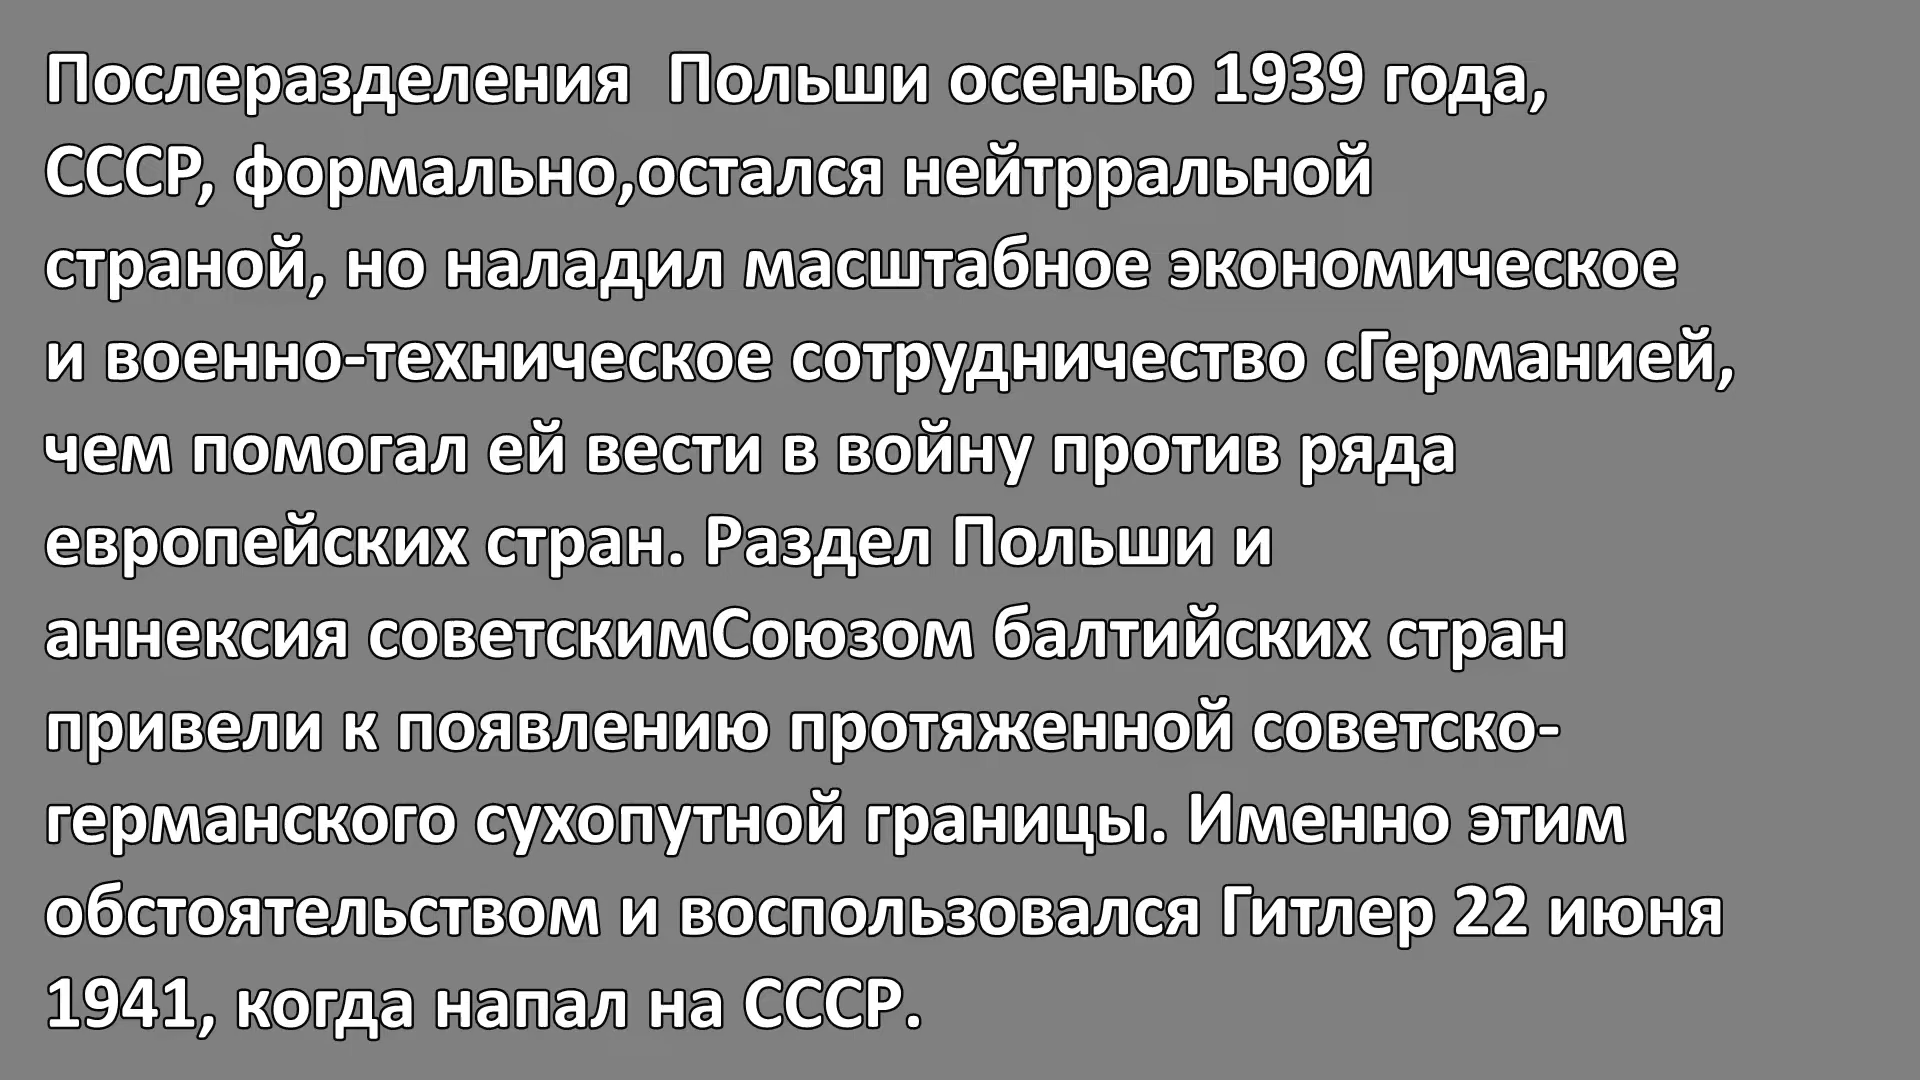 Послеразделения  Польши осенью 1939 года,
СССР, формально,остался нейтрральной
страной, но наладил масштабное экономическое
и военно-техническое сотрудничество сГерманией,
чем помогал ей вести в войну против ряда
европейских стран. Раздел Польши и
аннексия советскимСоюзом балтийских стран
привели к появлению протяженной советско-
германского сухопутной границы. Именно этим
обстоятельством и воспользовался Гитлер 22 июня
1941, когда напал на СССР.